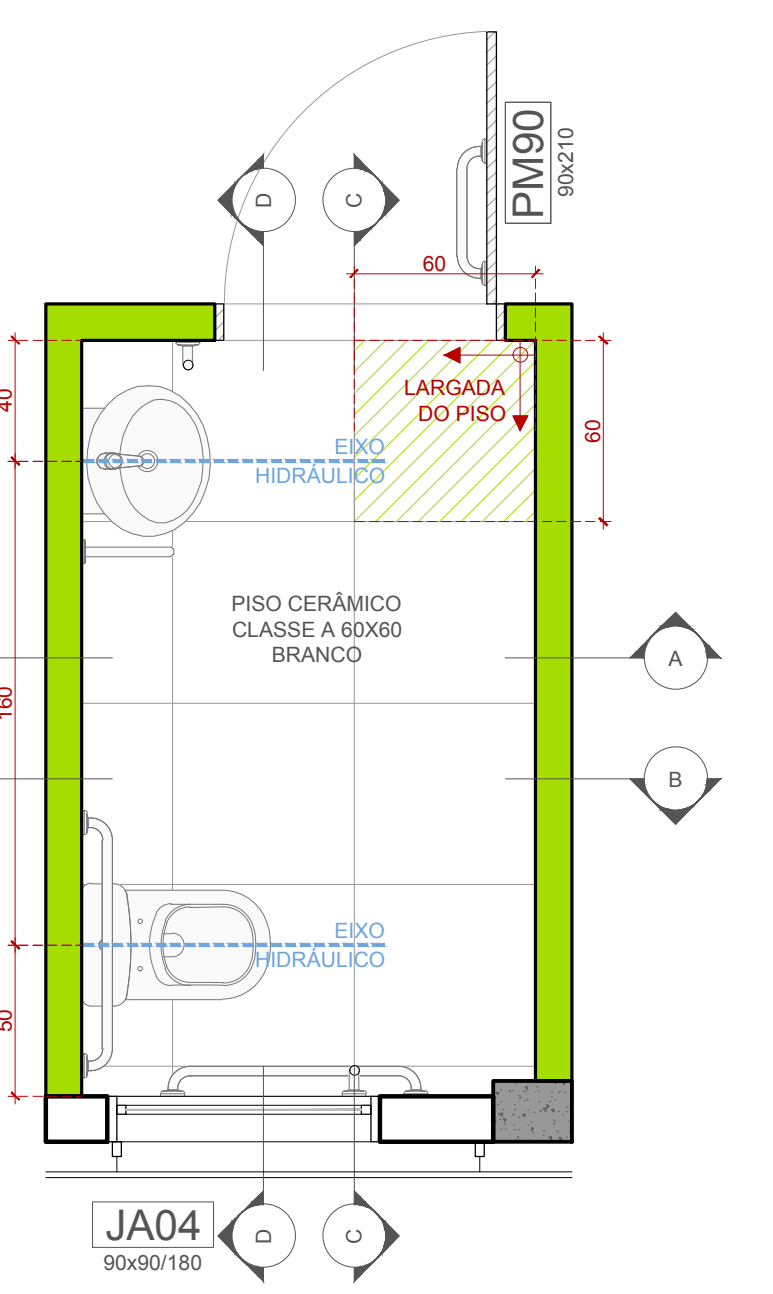 PM90
90x210
D
C
60
40
LARGADA
DO PISO
60
EIXO
HIDRÁULICO
PISO CERÂMICO
CLASSE A 60X60
BRANCO
A
160
B
EIXO
HIDRÁULICO
50
JA04
90x90/180
D
C